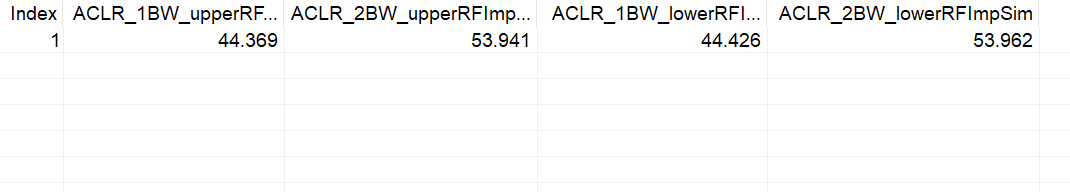 Index ACLR_1BW_upperRF... ACLR_2BW_upperRFImp... ACLR_1BW_lowerRFI... ACLR_2BW_lowerRFImpSim
1 44.369 53.941 44.426 53.962